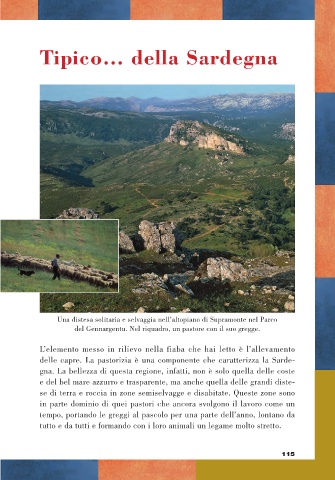 Tipico... della Sardegna
Una distesa solitaria e selvaggia nell'altopiano di Supramonte nel Parco
del Gennargentu. Nel riquadro, un pastore con il suo gregge.
L'elemento messo in rilievo nella fiaba che hai letto è l'allevamento
delle capre. La pastorizia è una componente che caratterizza la Sarde-
gna. La bellezza di questa regione, infatti, non è solo quella delle coste
e del bel mare azzurro e trasparente, ma anche quella delle grandi diste-
se di terra e roccia in zone semiselvagge e disabitate. Queste zone sono
in parte dominio di quei pastori che ancora svolgono il lavoro come un
tempo, portando le greggi al pascolo per una parte dell'anno, lontano da
tutto e da tutti e formando con i loro animali un legame molto stretto.
115